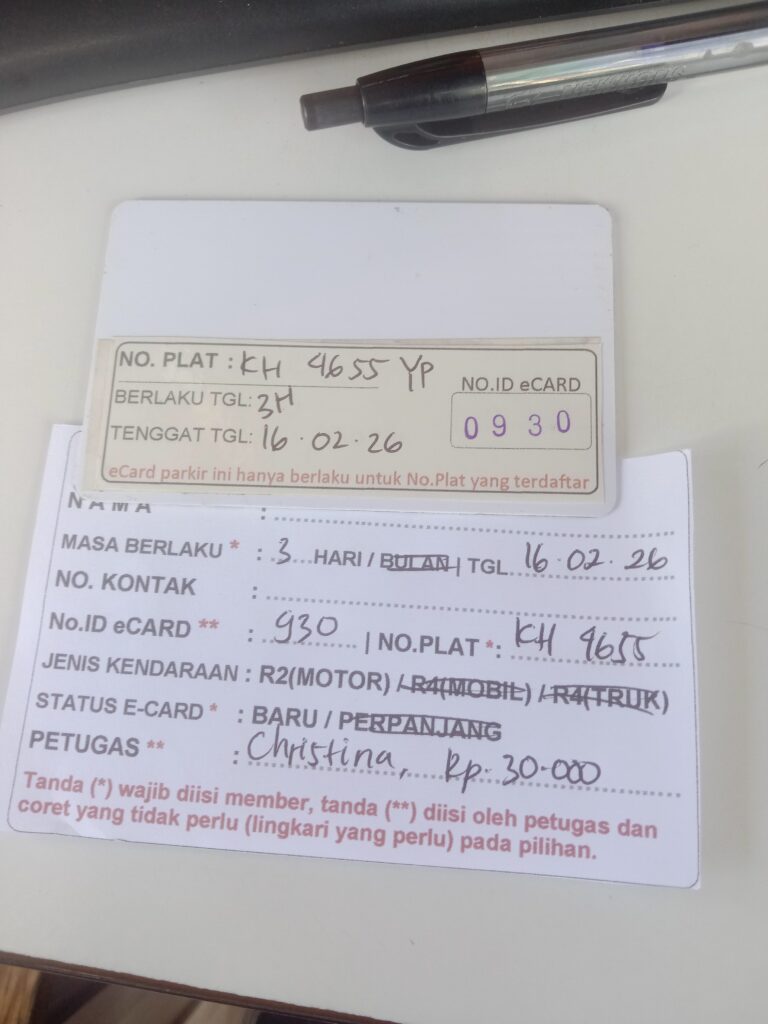 NO. PLAT : KH 4655 YP
BERLAKU TGL: 3H
TENGGAT TGL: 16 . 02 . 26
NO.ID eCARD
0930
eCard parkir ini hanya berlaku untuk No.Plat yang terdaftar
NAMA :
MASA BERLAKU * : 3 HARI / BULAN | TGL 16 . 02 . 26
NO. KONTAK :
No.ID eCARD ** : 930 | NO.PLAT * : KH 4655
JENIS KENDARAAN : R2(MOTOR) / R4(MOBIL) / R4(TRUK)
STATUS E-CARD * : BARU / PERPANJANG
PETUGAS ** : Christina, Rp. 30.000
Tanda (*) wajib diisi member, tanda (**) diisi oleh petugas dan
coret yang tidak perlu (lingkari yang perlu) pada pilihan.